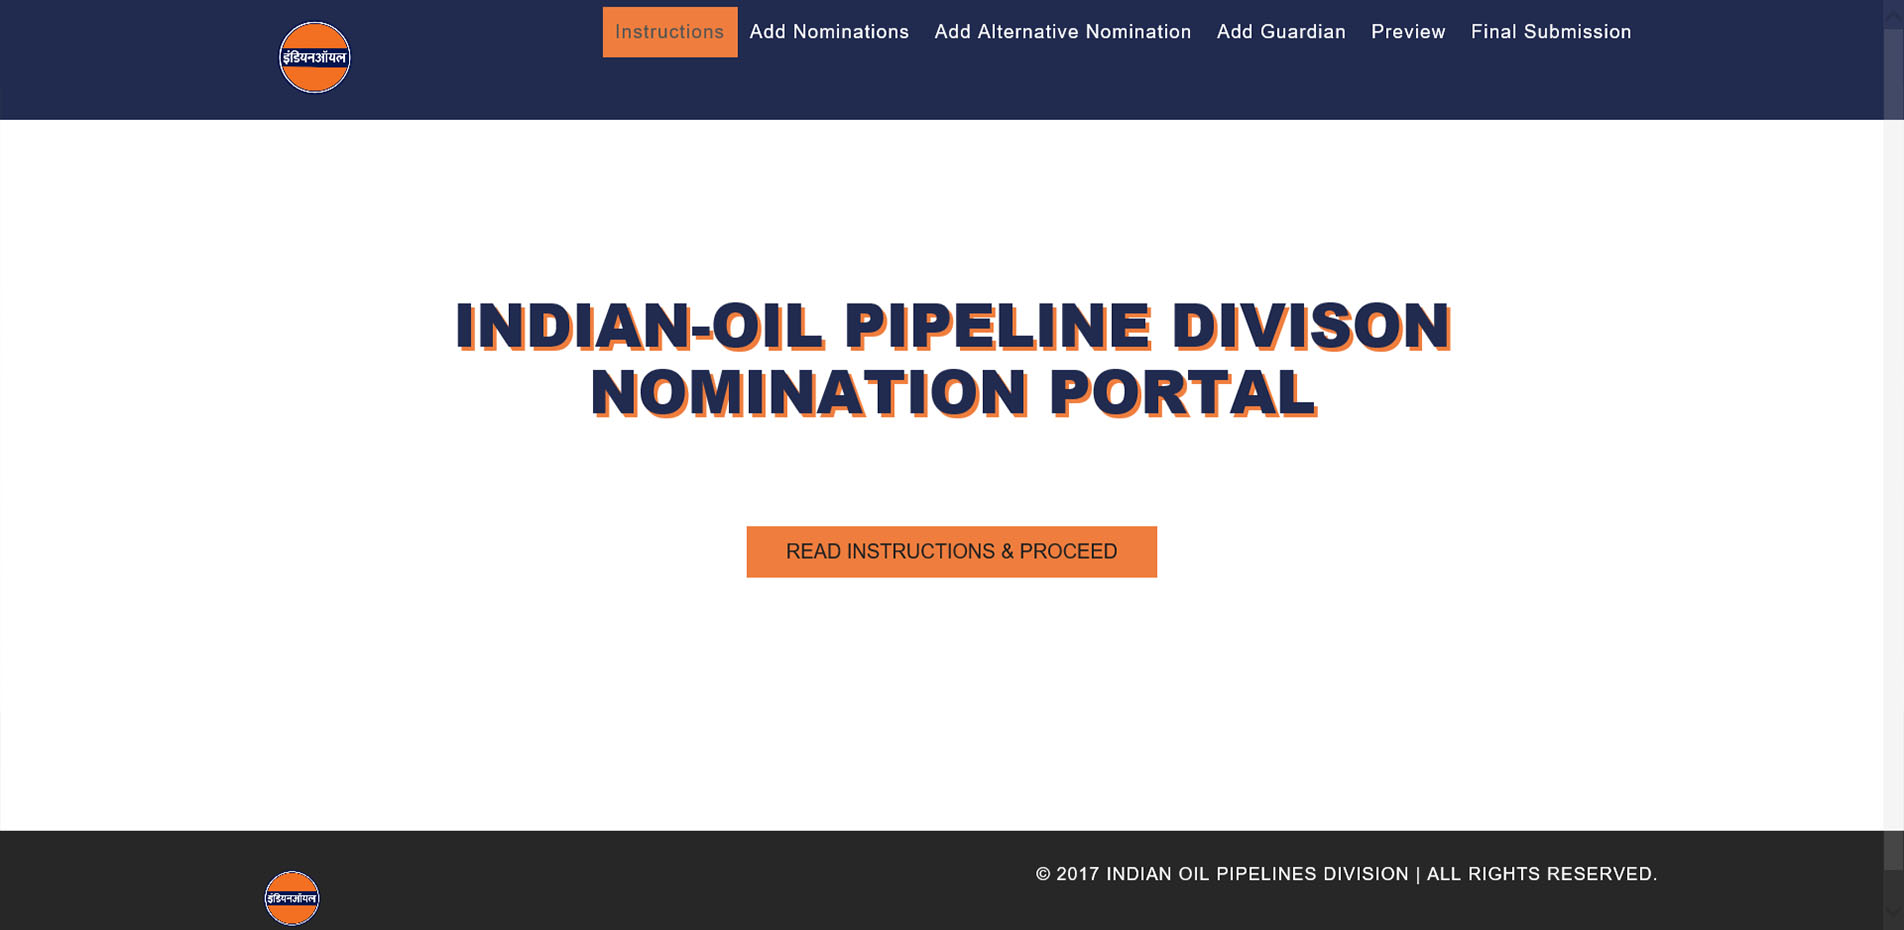 इंडियनऑयल
Instructions
Add Nominations
Add Alternative Nomination
Add Guardian
Preview
Final Submission
INDIAN-OIL PIPELINE DIVISON
NOMINATION PORTAL
READ INSTRUCTIONS & PROCEED
© 2017 INDIAN OIL PIPELINES DIVISION | ALL RIGHTS RESERVED.
इंडियनऑयल